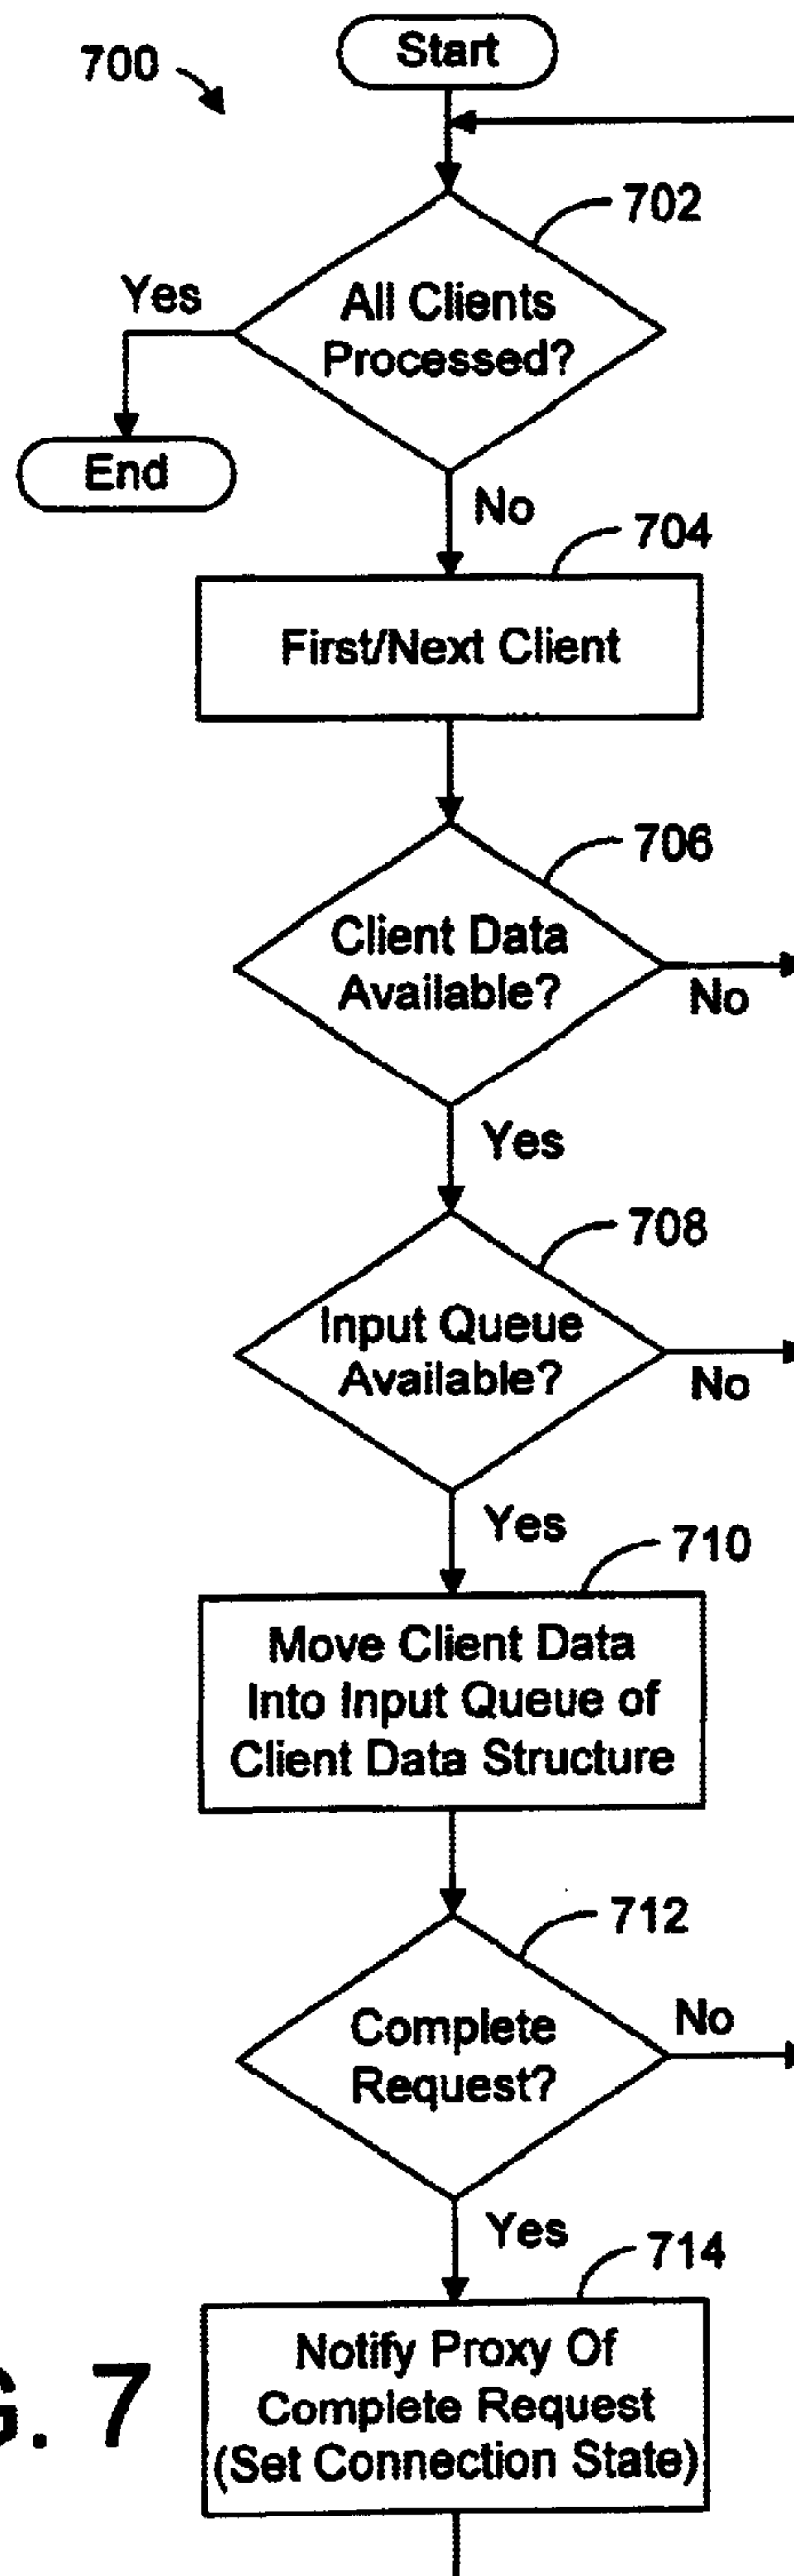 700
Start
702
Yes
All Clients
Processed?
End
No
704
First/Next Client
706
Client Data
Available?
No
Yes
708
Input Queue
Available?
No
Yes
710
Move Client Data
Into Input Queue of
Client Data Structure
712
Complete
Request?
No
Yes
714
Notify Proxy Of
Complete Request
(Set Connection State)
G. 7